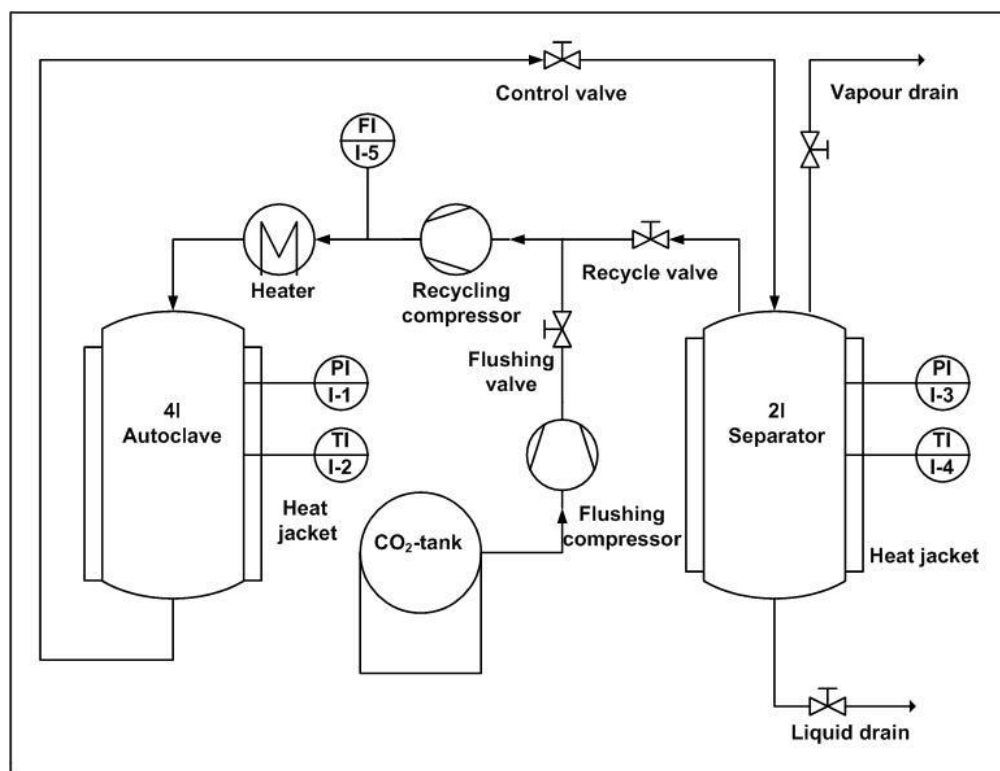 Control valve
Vapour drain
FI
I-5
Heater
Recycling
compressor
Recycle valve
Flushing
valve
PI
I-1
4l
Autoclave
TI
I-2
Heat
jacket
PI
I-3
2l
Separator
TI
I-4
CO₂-tank
Flushing
compressor
Heat jacket
Liquid drain